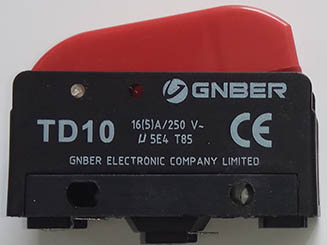 GNBER
TD10
16(5)A/250 V~
μ 5E4 T85
CE
GNBER ELECTRONIC COMPANY LIMITED